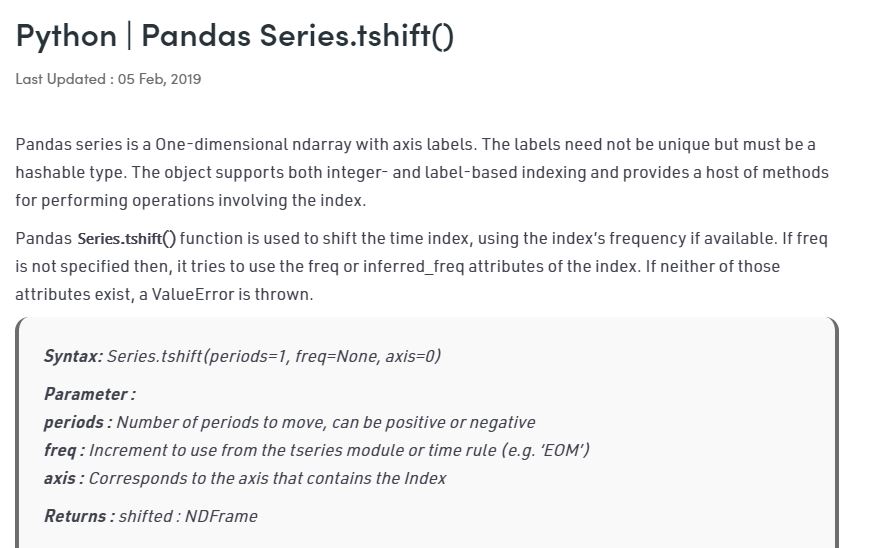 Python | Pandas Series.tshift()
Last Updated : 05 Feb, 2019
Pandas series is a One-dimensional ndarray with axis labels. The labels need not be unique but must be a
hashable type. The object supports both integer- and label-based indexing and provides a host of methods
for performing operations involving the index.
Pandas Series.tshift() function is used to shift the time index, using the index’s frequency if available. If freq
is not specified then, it tries to use the freq or inferred_freq attributes of the index. If neither of those
attributes exist, a ValueError is thrown.
Syntax: Series.tshift(periods=1, freq=None, axis=0)
Parameter :
periods : Number of periods to move, can be positive or negative
freq : Increment to use from the tseries module or time rule (e.g. ‘EOM’)
axis : Corresponds to the axis that contains the Index
Returns : shifted : NDFrame